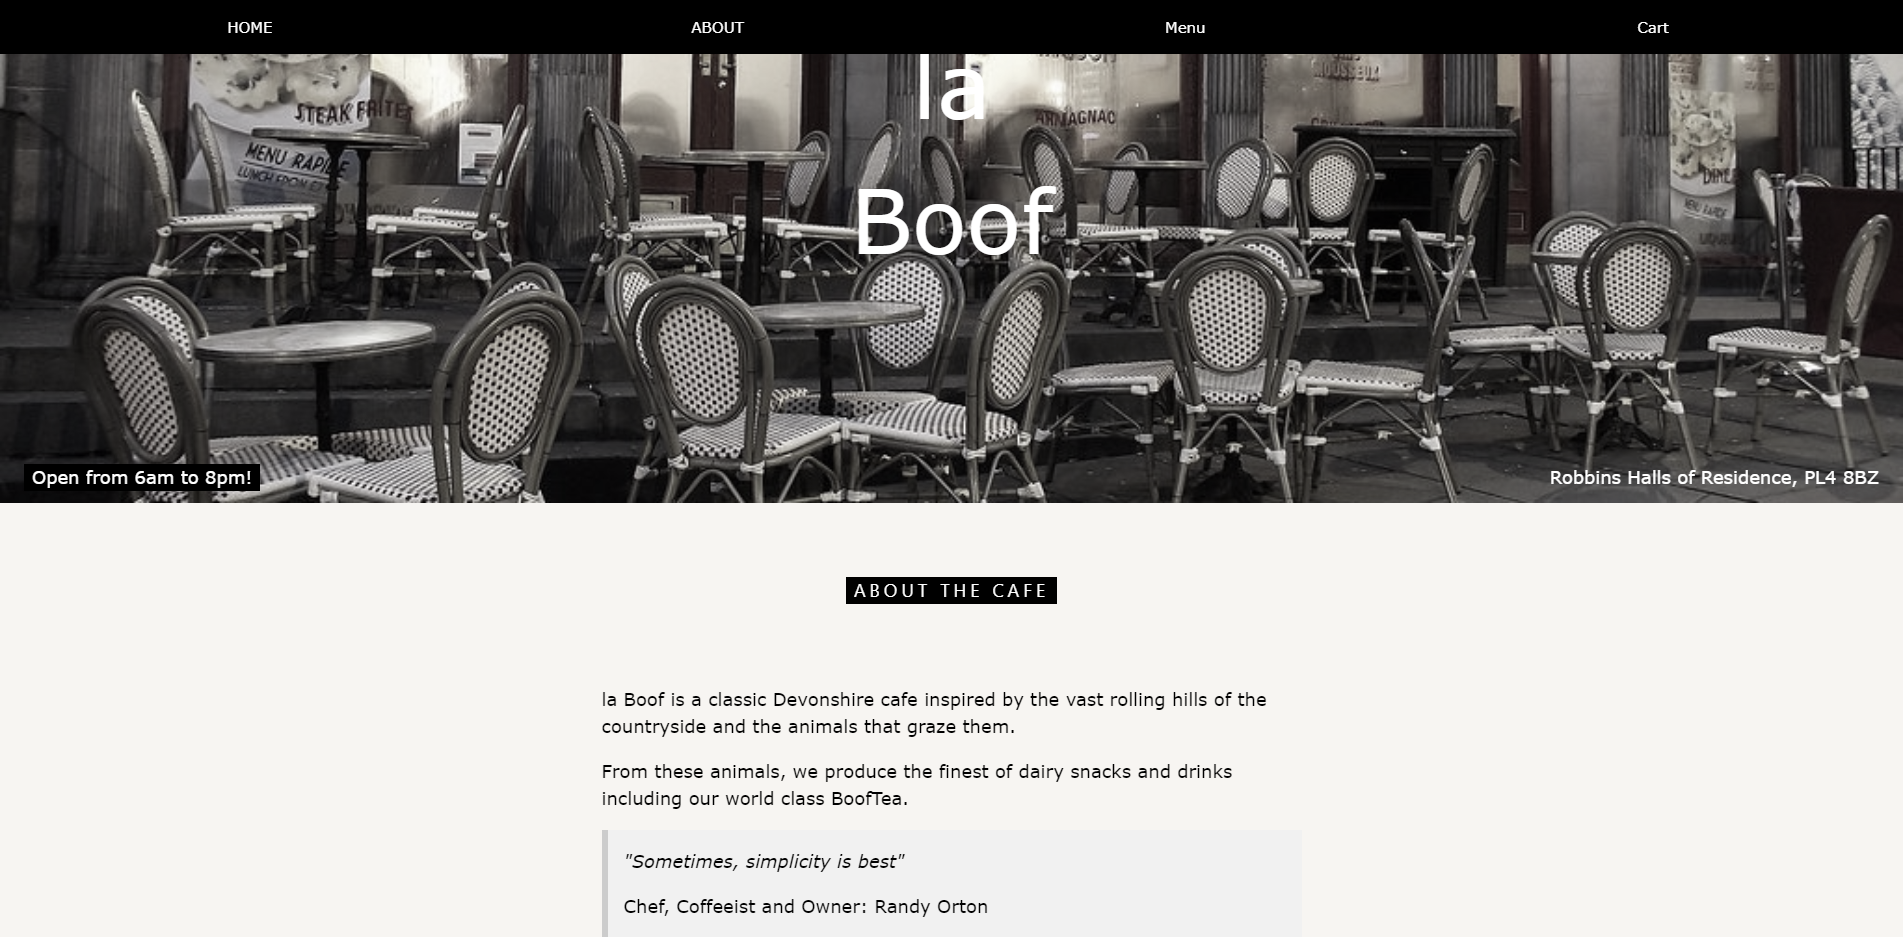 HOME ABOUT Menu Cart
la
Boof
STEAK FRITES
MENU RAPIDE
LUNCH FROM
ARMAGNAC
MOUSSEUX
MENU RAPIDE
Open from 6am to 8pm!
Robbins Halls of Residence, PL4 8BZ
ABOUT THE CAFE
la Boof is a classic Devonshire cafe inspired by the vast rolling hills of the
countryside and the animals that graze them.
From these animals, we produce the finest of dairy snacks and drinks
including our world class BoofTea.
"Sometimes, simplicity is best"
Chef, Coffeeist and Owner: Randy Orton